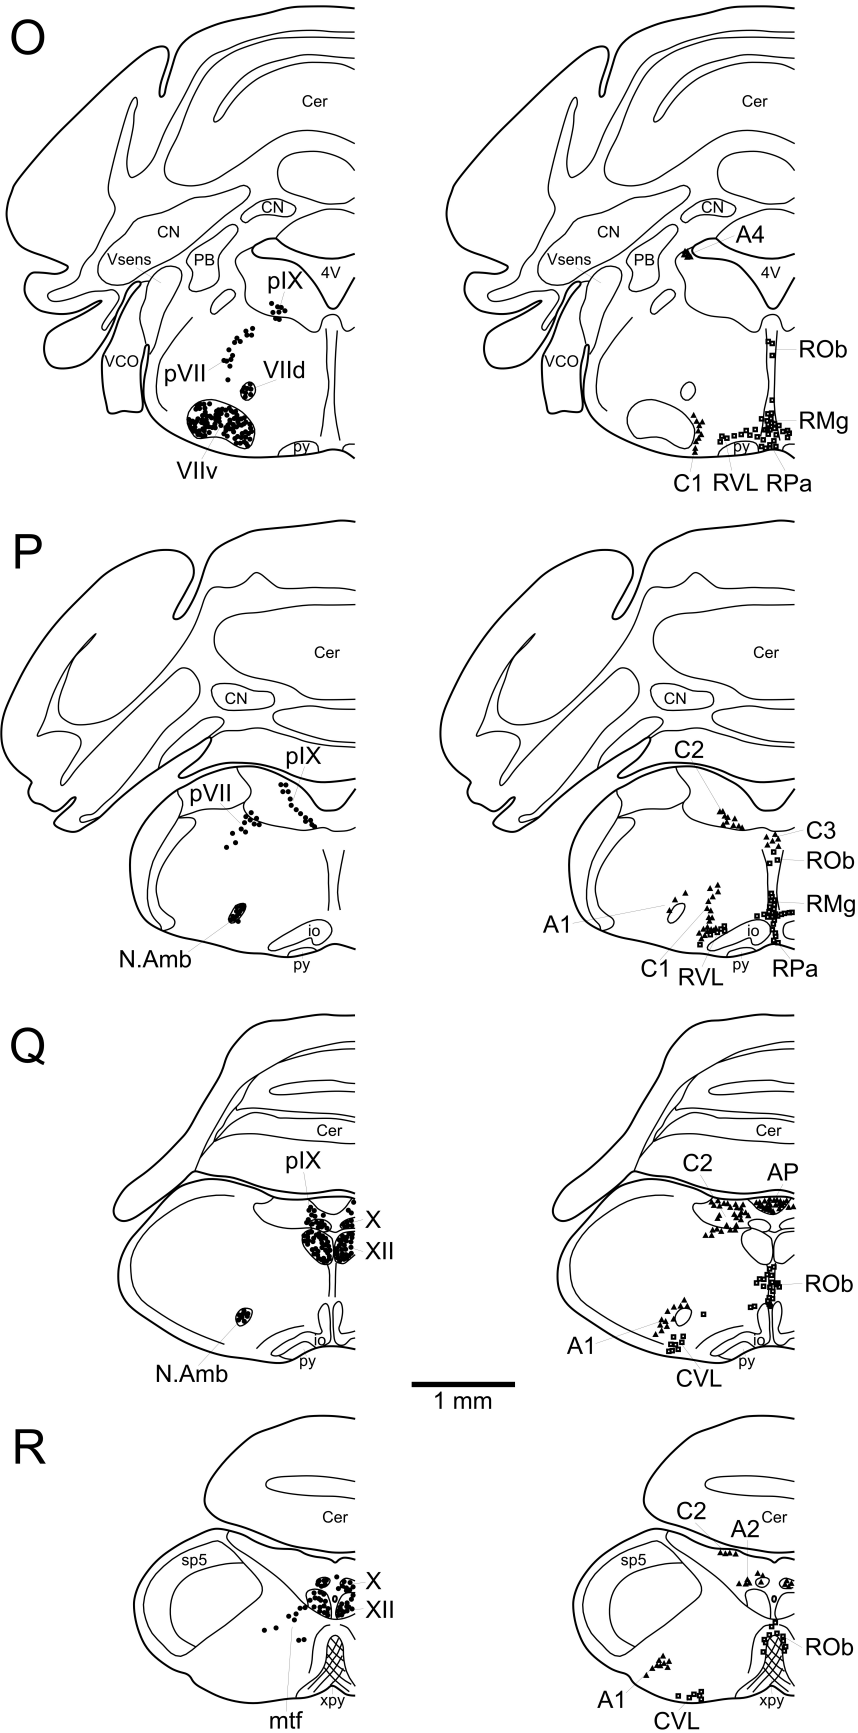 O
Cer
Cer
CN
CN
CN
CN
Vsens
PB
4V
Vsens
PB
A4
4V
pIX
VCO
pVII
VIId
VCO
ROb
RMg
VIIv
py
py
C1 RVL RPa
P
Cer
Cer
CN
CN
pIX
C2
pVII
C3
ROb
RMg
N.Amb
io
py
A1
io
C1 RVL py RPa
Q
Cer
Cer
pIX
C2 AP
X
XII
ROb
io
py
io
py
N.Amb
A1
CVL
1 mm
R
Cer
C2 Cer
A2
sp5
sp5
X
XII
ROb
mtf
xpy
A1
CVL
xpy